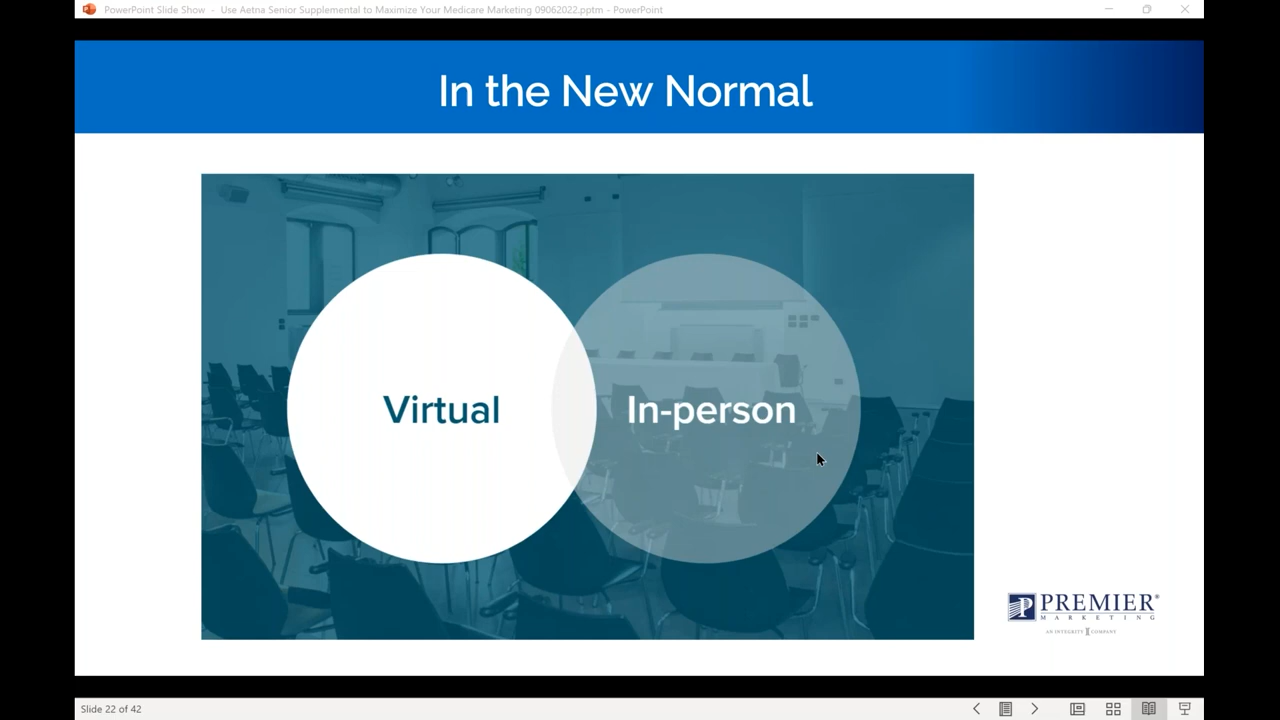 PowerPoint Slide Show - Use Aetna Senior Supplemental to Maximize Your Medicare Marketing 09062022.pptm - PowerPoint
In the New Normal
Virtual
In-person
PREMIER®
MARKETING
AN INTEGRITY COMPANY
Slide 22 of 42